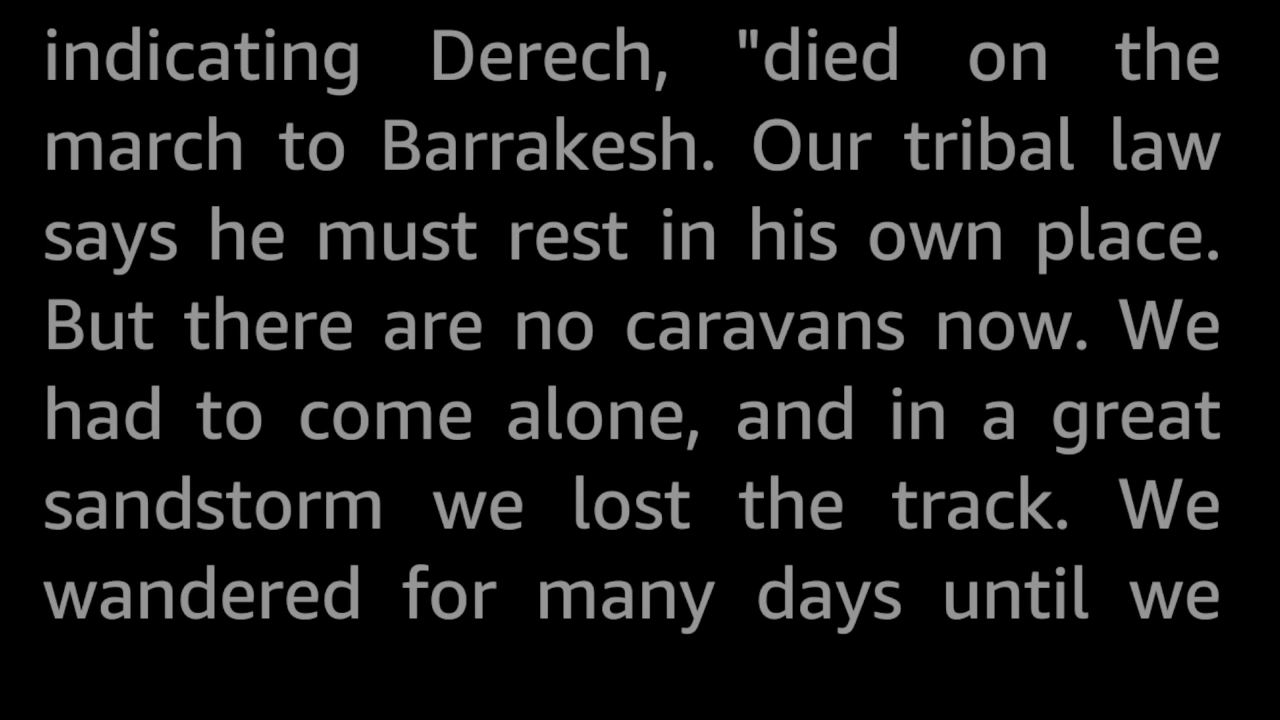 indicating Derech, "died on the
march to Barrakesh. Our tribal law
says he must rest in his own place.
But there are no caravans now. We
had to come alone, and in a great
sandstorm we lost the track. We
wandered for many days until we